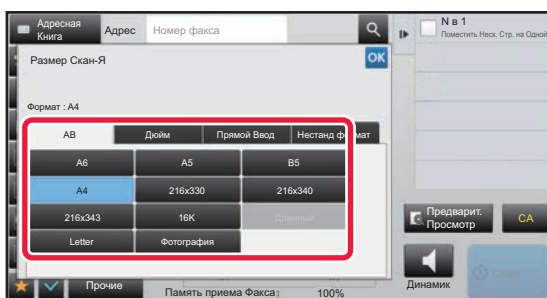 Адресная
Книга
Адрес
Номер факса
N в 1
Поместить Неск. Стр. на Одной
Размер Скан-Я
OK
Формат : A4
AB
Дюйм
Прямой Ввод
Нестанд формат
A6
A5
B5
A4
216x330
216x340
216x343
16K
Длинный
Letter
Фотография
Предварит.
Просмотр
CA
Прочие
Память приема Факса:
100%
Динамик
Старт